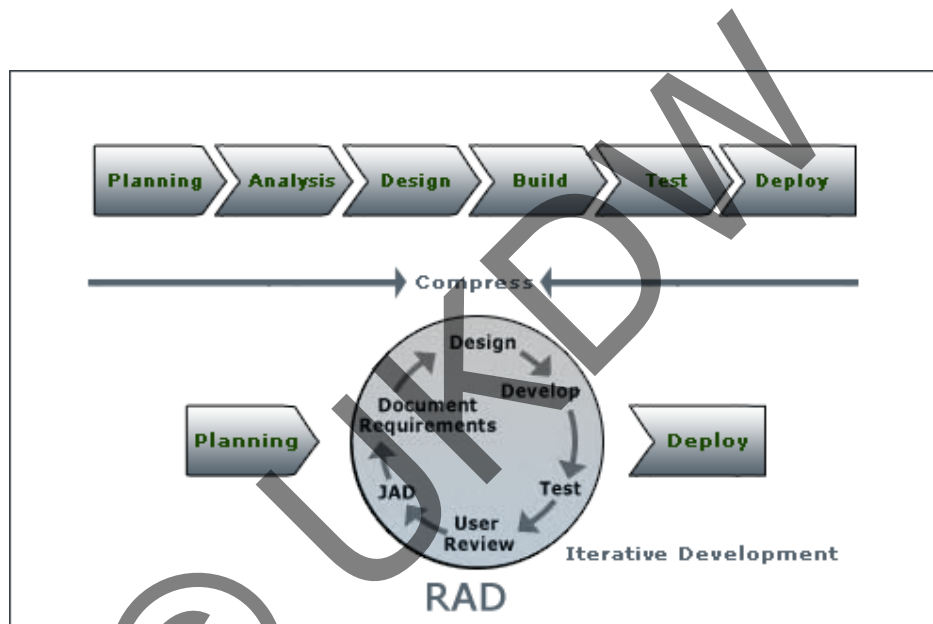 Planning Analysis Design Build Test Deploy
Compress
Design
Develop
Document
Requirements
Planning
Deploy
JAD
Test
User
Review
Iterative Development
RAD
© UKDW